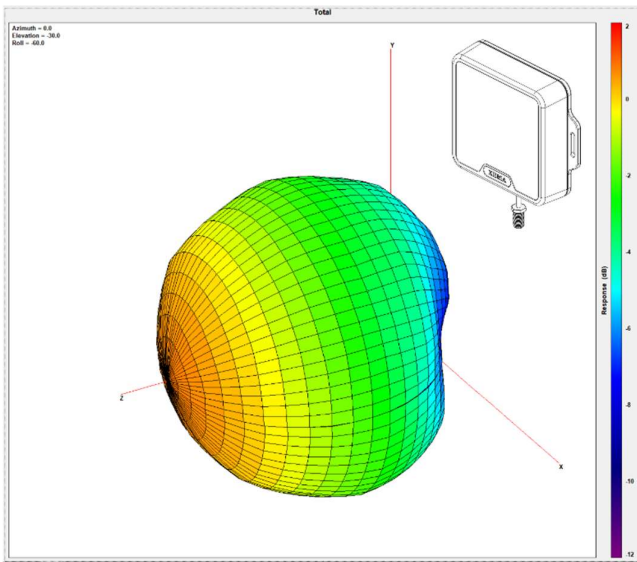 Total
Azimuth = 0.0
Elevation = -30.0
Roll = -60.0
Y
Z
X
2
0
-2
-4
-6
-8
-10
-12
Response (dB)